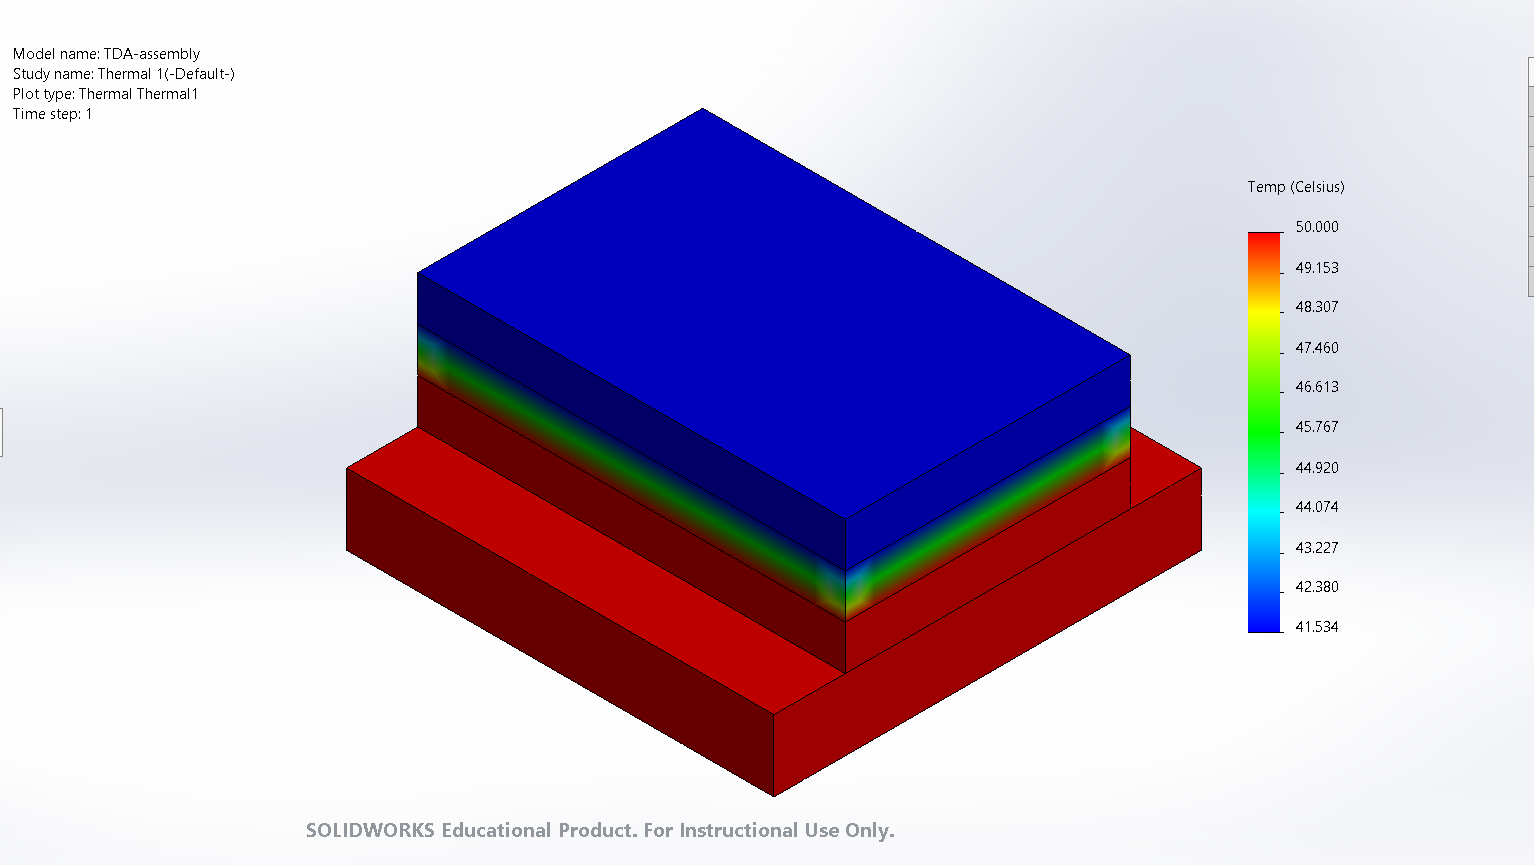 Model name: TDA-assembly
Study name: Thermal 1(-Default-)
Plot type: Thermal Thermal1
Time step: 1
Temp (Celsius)
50.000
49.153
48.307
47.460
46.613
45.767
44.920
44.074
43.227
42.380
41.534
SOLIDWORKS Educational Product. For Instructional Use Only.